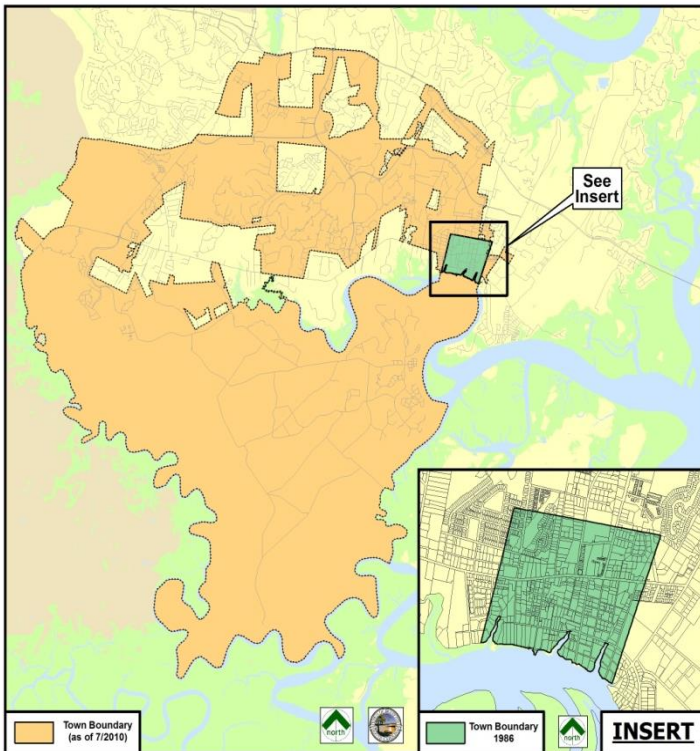 See
Insert
Town Boundary
(as of 7/2010)
north
Town Boundary
1986
north
INSERT